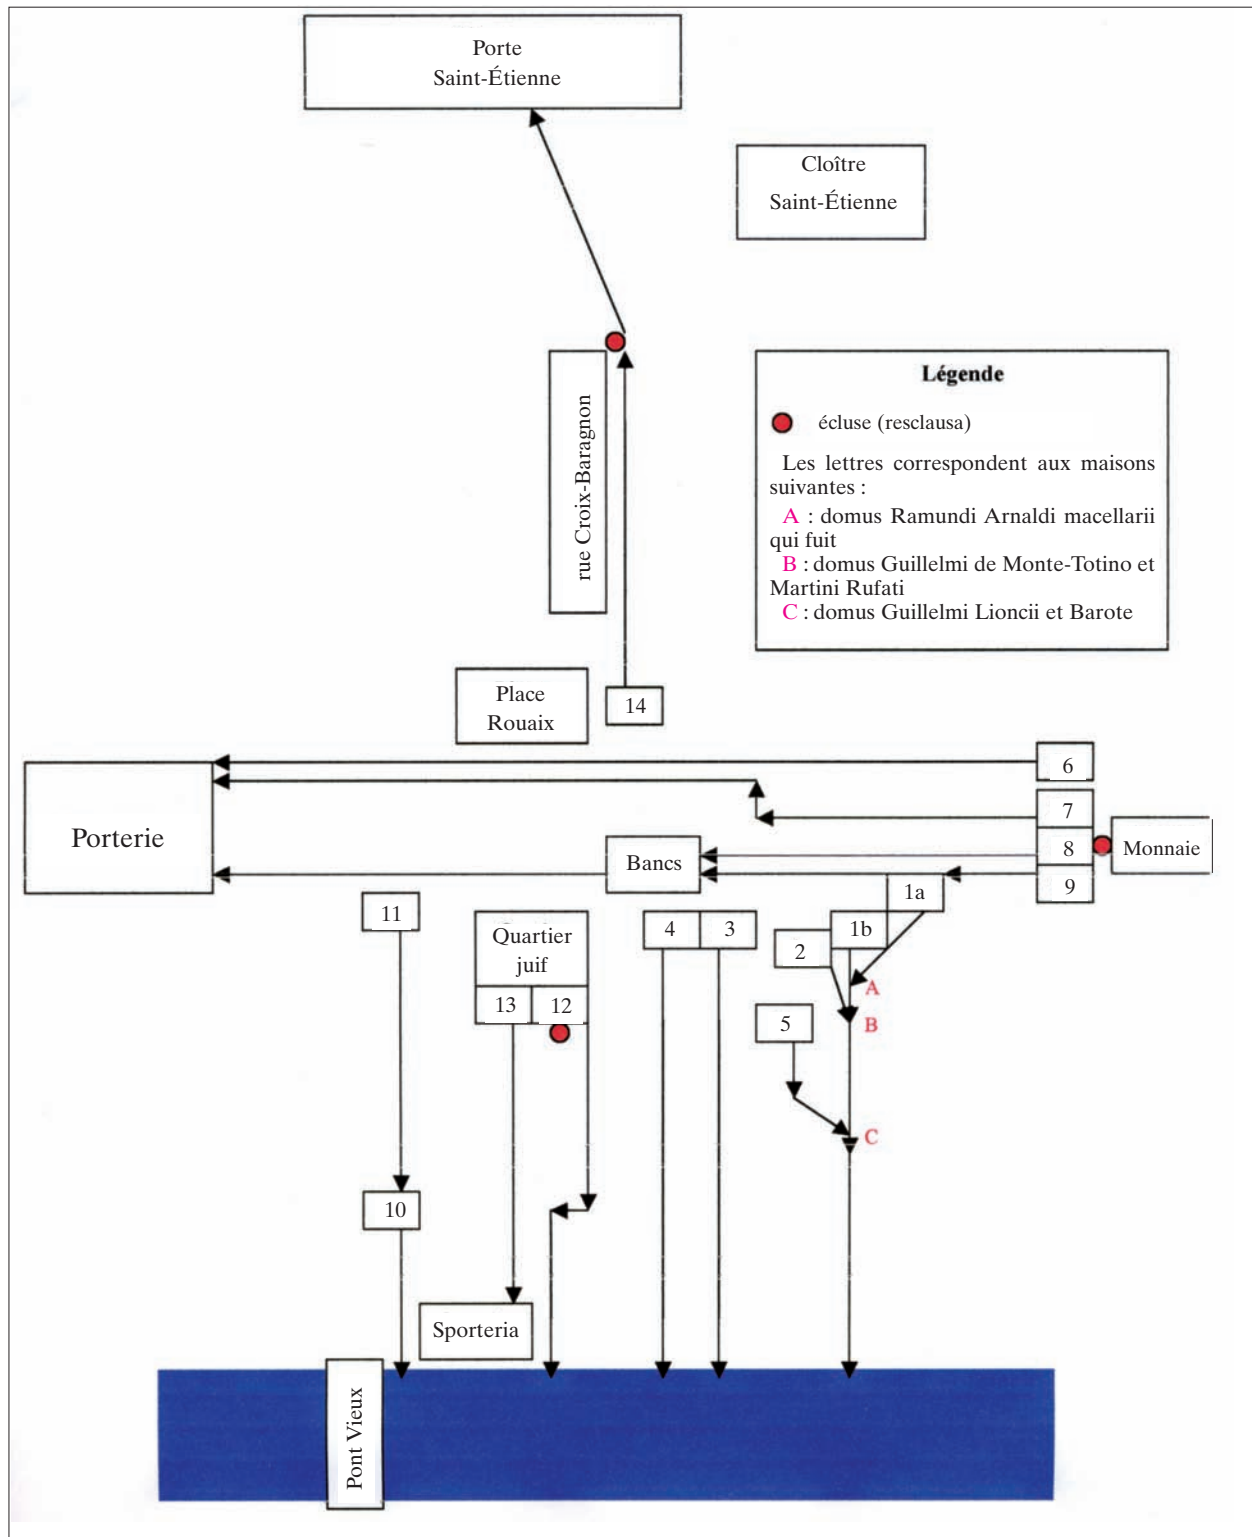 Porte
Saint-Étienne
Cloître
Saint-Étienne
rue Croix-Baragnon
Légende
écluse (resclausa)
Les lettres correspondent aux maisons
suivantes :
A : domus Ramundi Arnaldi macellarii
qui fuit
B : domus Guillelmi de Monte-Totino et
Martini Rufati
C : domus Guillelmi Lioncii et Barote
Place
Rouaix
14
6
7
Porterie
Bancs
8
Monnaie
9
1a
11
4
3
1b
2
Quartier
juif
13
12
A
B
5
C
10
Sporteria
Pont Vieux